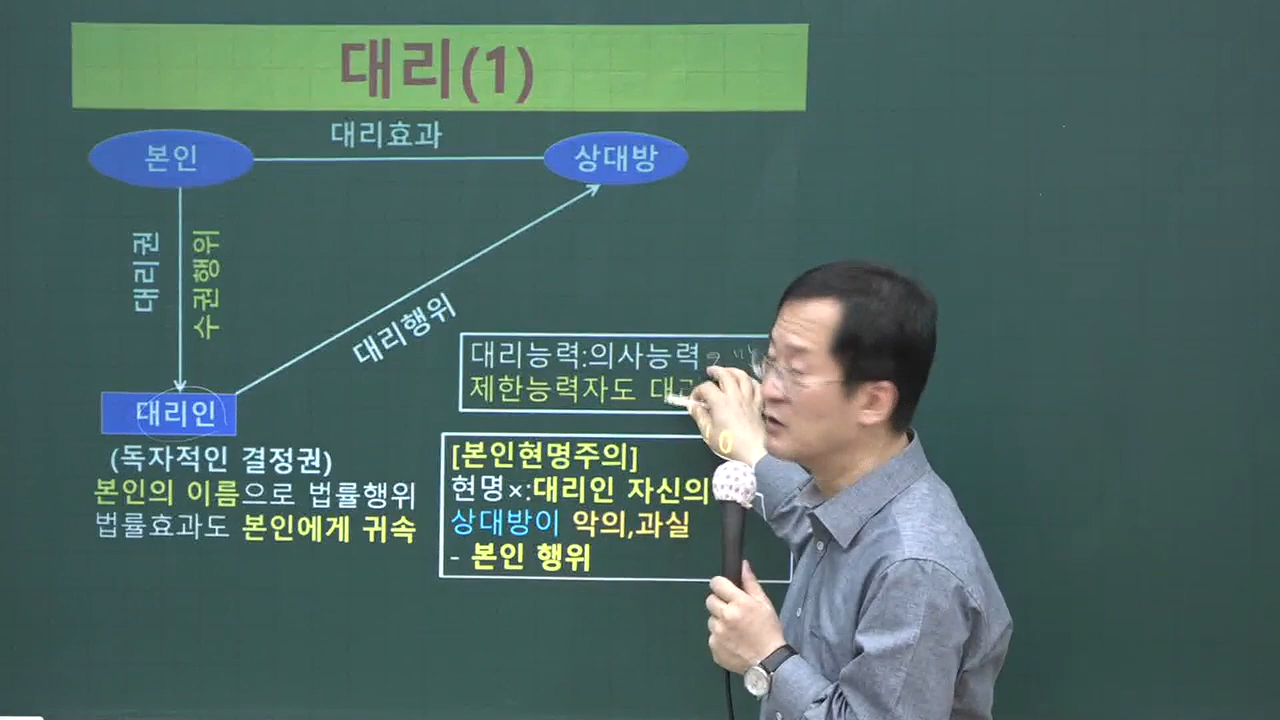 대리(1)
대리효과
본인
상대방
대리권
수권행위
대리행위
대리인
(독자적인 결정권)
본인의 이름으로 법률행위
법률효과도 본인에게 귀속
대리능력:의사능력
제한능력자도
[본인현명주의]
현명×:대리인 자신의
상대방이 악의,과실
- 본인 행위